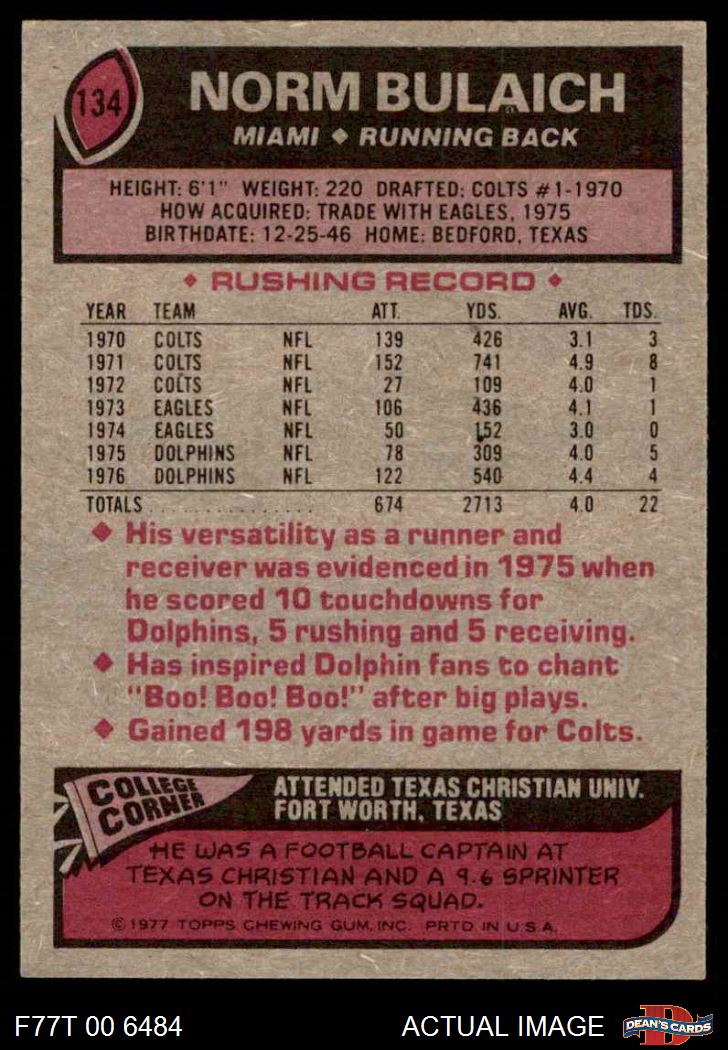 134
NORM BULAICH
MIAMI ◆ RUNNING BACK
HEIGHT: 6'1" WEIGHT: 220 DRAFTED: COLTS #1-1970
HOW ACQUIRED: TRADE WITH EAGLES, 1975
BIRTHDATE: 12-25-46 HOME: BEDFORD, TEXAS
◆ RUSHING RECORD ◆
YEAR TEAM ATT. YDS. AVG. TDS.
1970 COLTS NFL 139 426 3.1 3
1971 COLTS NFL 152 741 4.9 8
1972 COLTS NFL 27 109 4.0 1
1973 EAGLES NFL 106 436 4.1 1
1974 EAGLES NFL 50 152 3.0 0
1975 DOLPHINS NFL 78 309 4.0 5
1976 DOLPHINS NFL 122 540 4.4 4
TOTALS . . . . . . . . . . . . . . 674 2713 4.0 22
◆ His versatility as a runner and
receiver was evidenced in 1975 when
he scored 10 touchdowns for
Dolphins, 5 rushing and 5 receiving.
◆ Has inspired Dolphin fans to chant
"Boo! Boo! Boo!" after big plays.
◆ Gained 198 yards in game for Colts.
COLLEGE
CORNER
ATTENDED TEXAS CHRISTIAN UNIV.
FORT WORTH, TEXAS
HE WAS A FOOTBALL CAPTAIN AT
TEXAS CHRISTIAN AND A 9.6 SPRINTER
ON THE TRACK SQUAD.
© 1977 TOPPS CHEWING GUM, INC. PRTD. IN U.S.A.
F77T 00 6484 ACTUAL IMAGE
D
DEAN'S CARDS